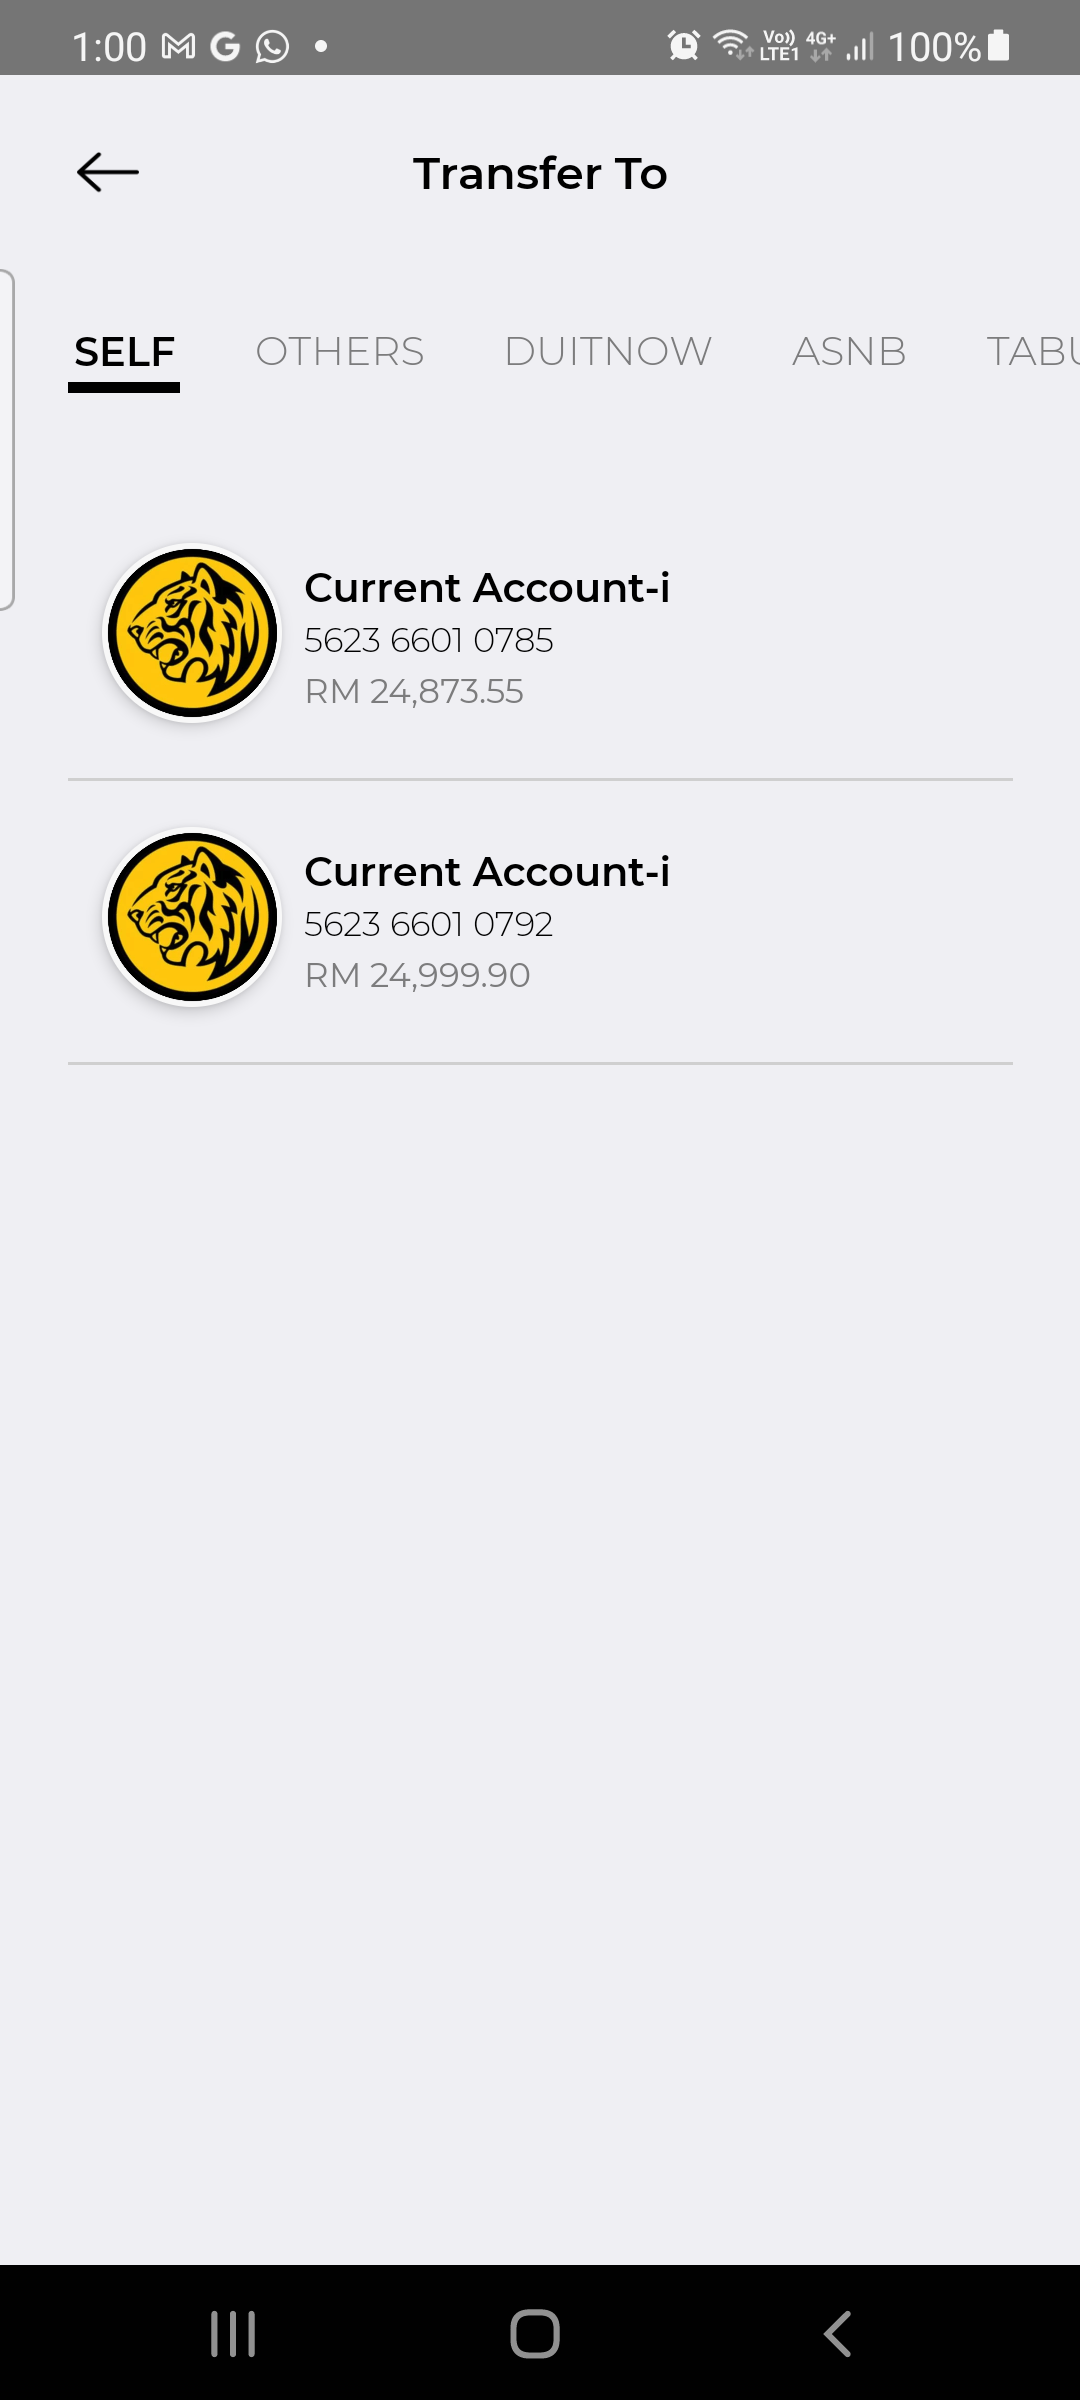 1:00 Vo)) LTE1 4G+ 100%
Transfer To
SELF OTHERS DUITNOW ASNB TABU
Current Account-i
5623 6601 0785
RM 24,873.55
Current Account-i
5623 6601 0792
RM 24,999.90